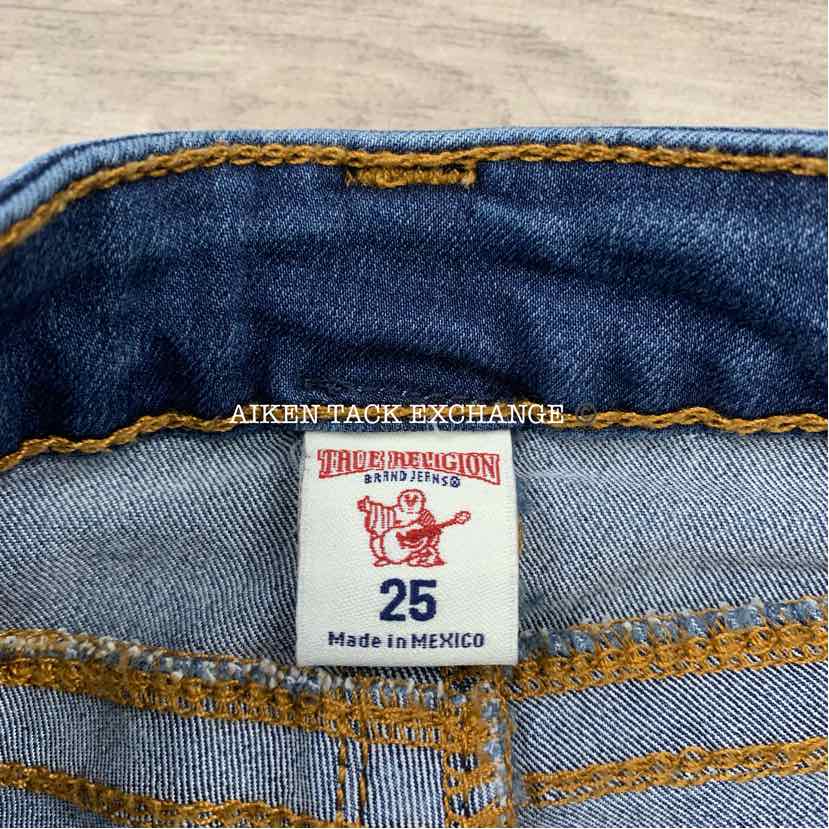 AIKEN TACK EXCHANGE ©
TRUE RELIGION
BRAND JEANS®
25
Made in MEXICO